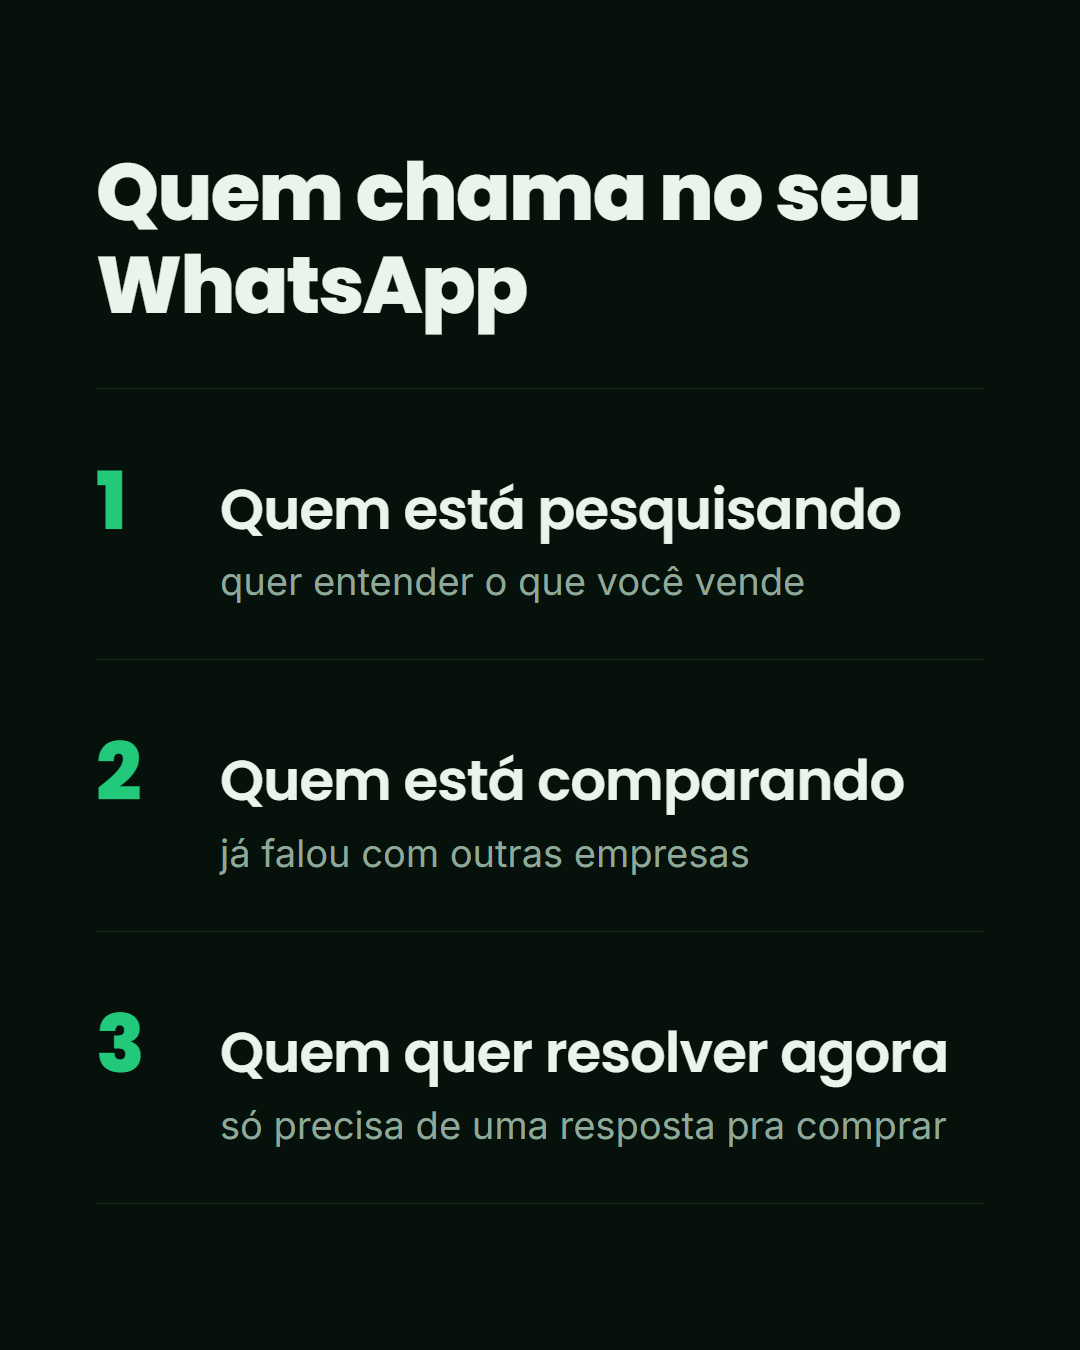 Quem chama no seu
WhatsApp
1
Quem está pesquisando
quer entender o que você vende
2
Quem está comparando
já falou com outras empresas
3
Quem quer resolver agora
só precisa de uma resposta pra comprar